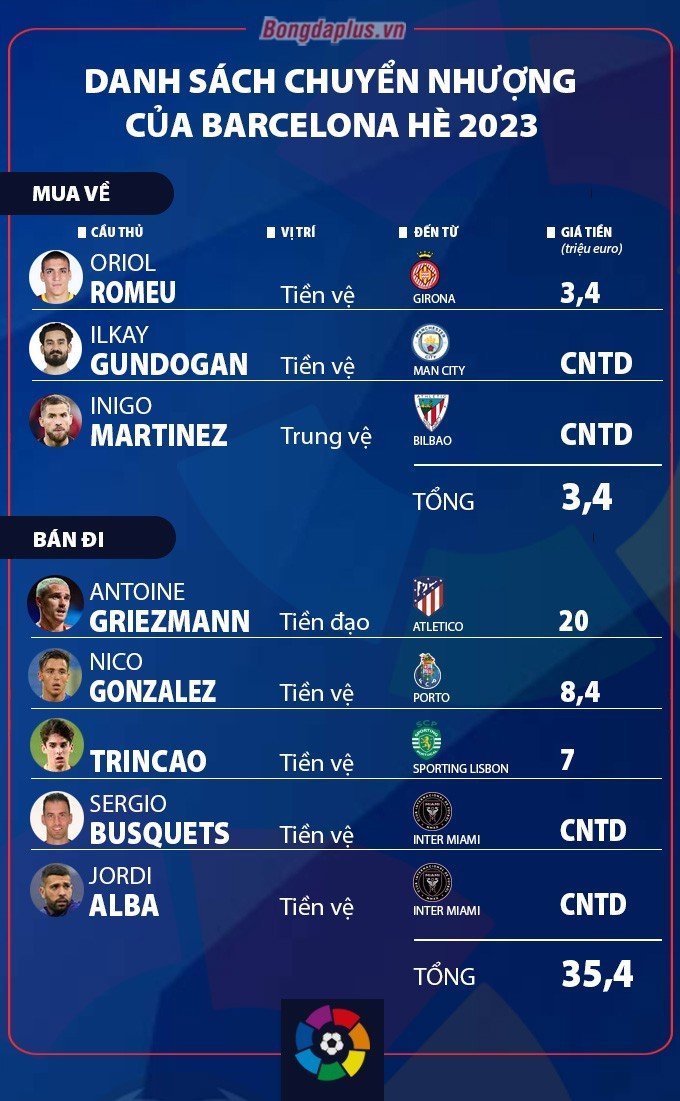 Bongdaplus.vn
DANH SÁCH CHUYỂN NHƯỢNG
CỦA BARCELONA HÈ 2023
MUA VỀ
CẦU THỦ VỊ TRÍ ĐẾN TỪ GIÁ TIỀN
(triệu euro)
ORIOL
ROMEU Tiền vệ GIRONA 3,4
ILKAY
GUNDOGAN Tiền vệ MAN CITY CNTD
INIGO
MARTINEZ Trung vệ BILBAO CNTD
TỔNG 3,4
BÁN ĐI
ANTOINE
GRIEZMANN Tiền đạo ATLETICO 20
NICO
GONZALEZ Tiền vệ PORTO 8,4
TRINCAO Tiền vệ SPORTING LISBON 7
SERGIO
BUSQUETS Tiền vệ INTER MIAMI CNTD
JORDI
ALBA Tiền vệ INTER MIAMI CNTD
TỔNG 35,4